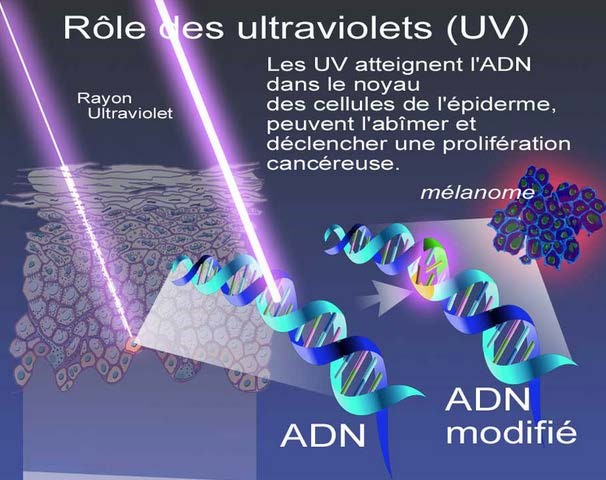 Rôle des ultraviolets (UV)
Les UV atteignent l'ADN
dans le noyau
des cellules de l'épiderme,
peuvent l'abîmer et
déclencher une prolifération
cancéreuse.
Rayon
Ultraviolet
mélanome
ADN
ADN
modifié